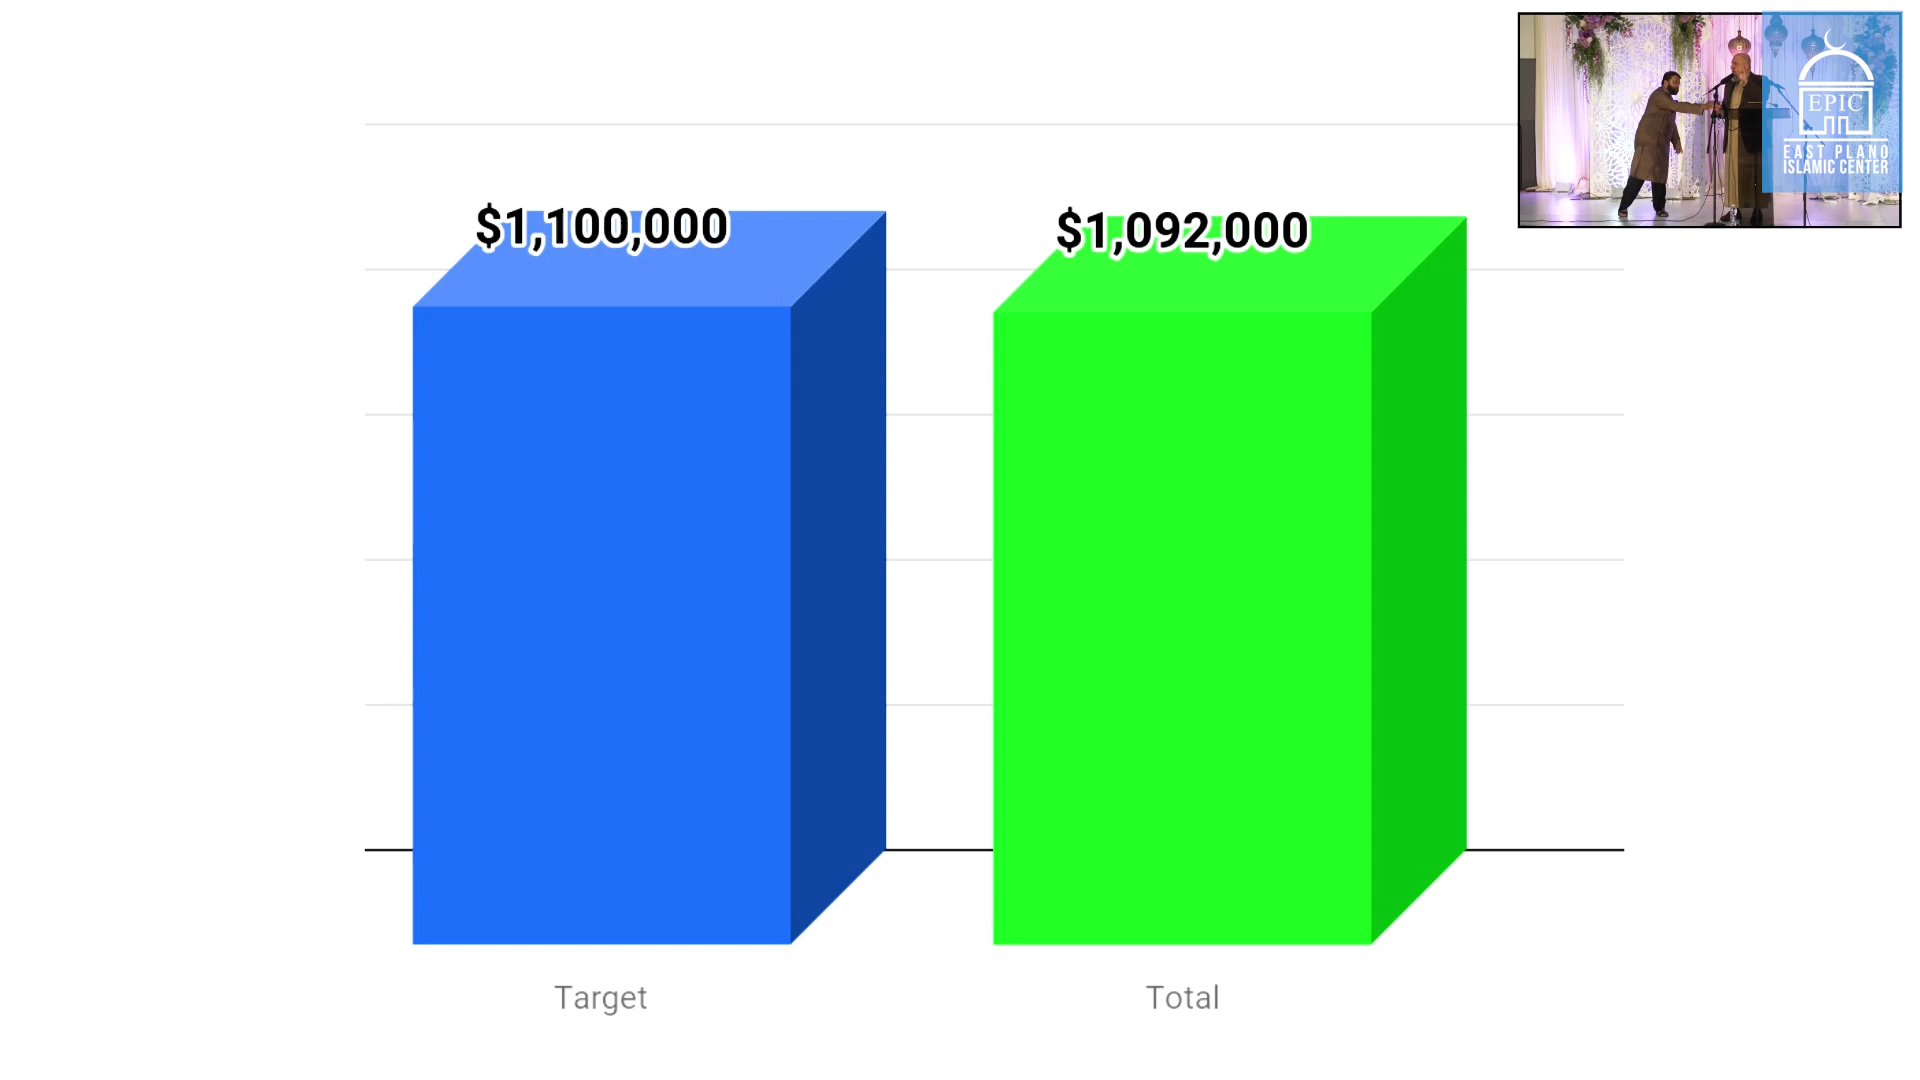 $1,100,000
$1,092,000
Target
Total
EPIC
EAST PLANO
ISLAMIC CENTER